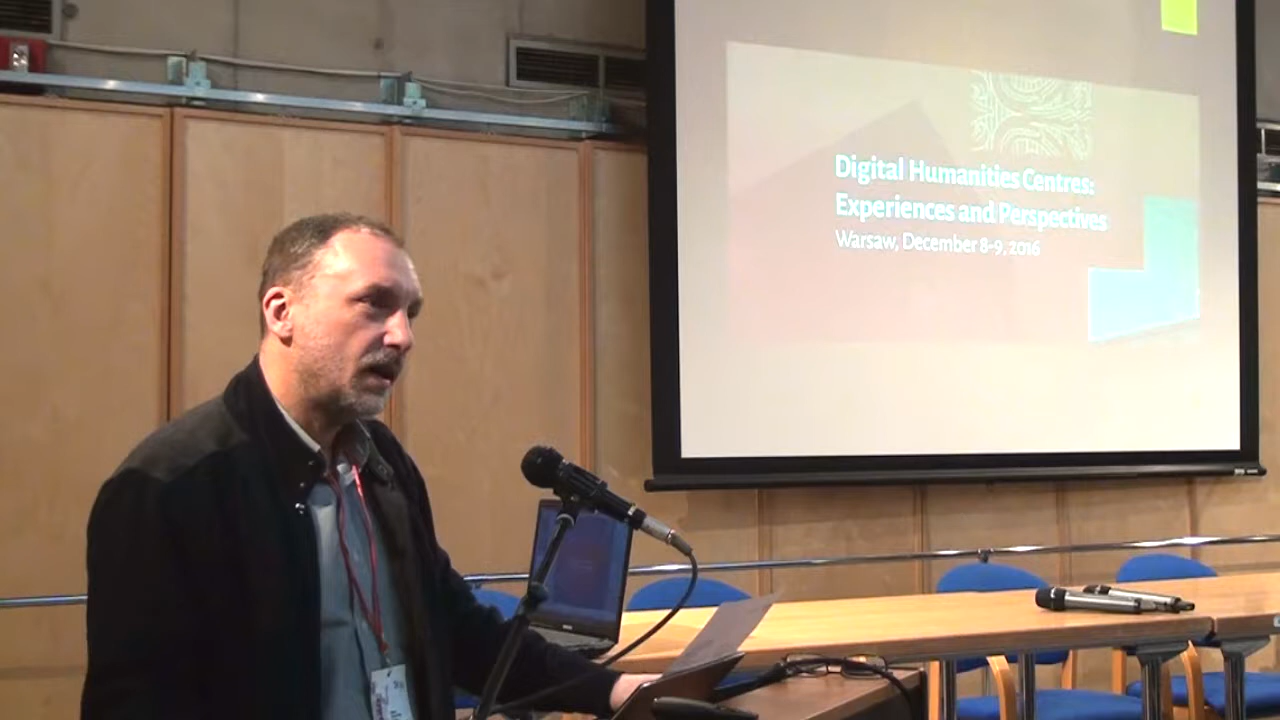 Digital Humanities Centres:
Experiences and Perspectives
Warsaw, December 8-9, 2016